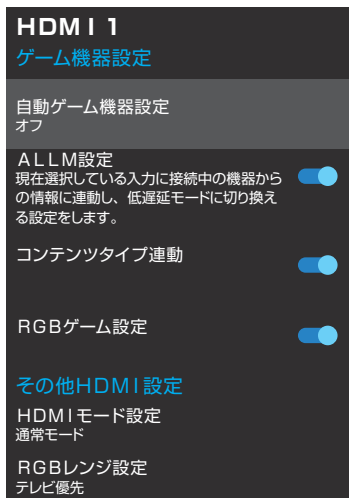 HDMI1
ゲーム機器設定
自動ゲーム機器設定
オフ
ALLM設定
現在選択している入力に接続中の機器から
の情報に連動し、低遅延モードに切り換え
る設定をします。
コンテンツタイプ連動
RGBゲーム設定
その他HDMI設定
HDMIモード設定
通常モード
RGBレンジ設定
テレビ優先